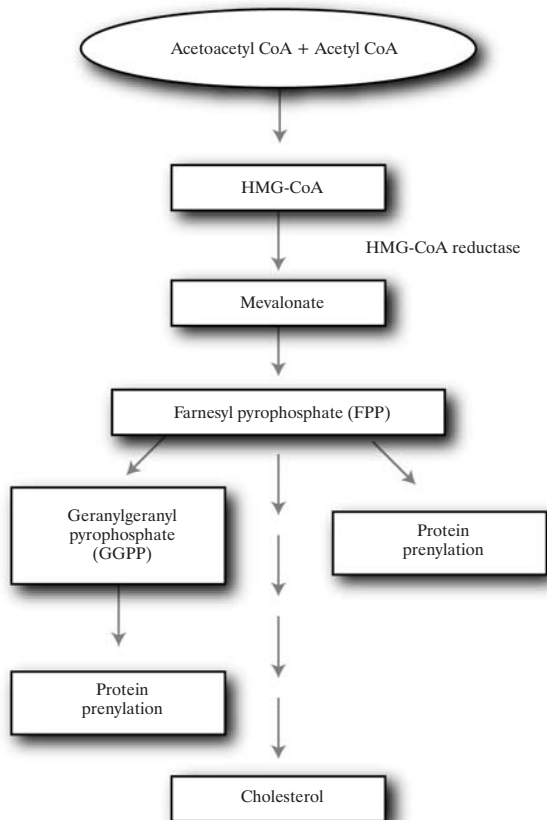 Acetoacetyl CoA + Acetyl CoA
HMG-CoA
HMG-CoA reductase
Mevalonate
Farnesyl pyrophosphate (FPP)
Geranylgeranyl
pyrophosphate
(GGPP)
Protein
prenylation
Protein
prenylation
Cholesterol